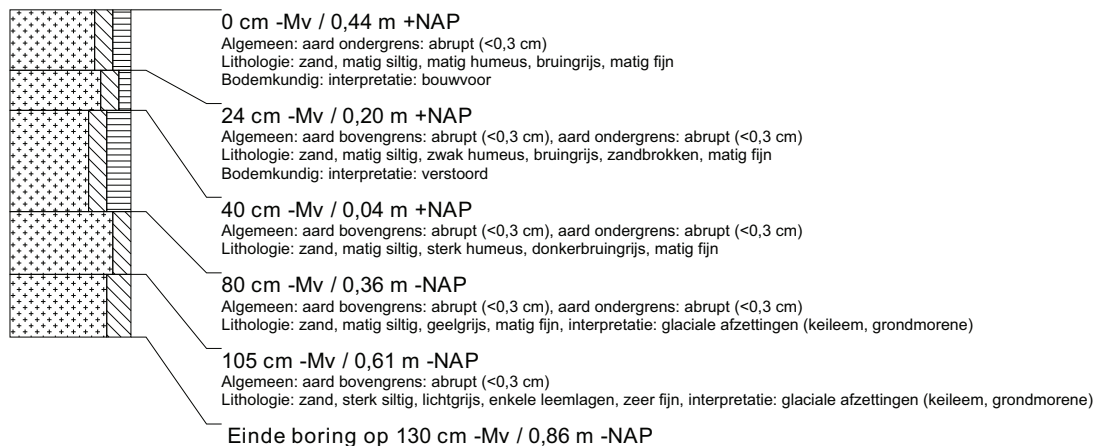 0 cm -Mv / 0,44 m +NAP
Algemeen: aard ondergrens: abrupt (<0,3 cm)
Lithologie: zand, matig siltig, matig humeus, bruingrijs, matig fijn
Bodemkundig: interpretatie: bouwvoor
24 cm -Mv / 0,20 m +NAP
Algemeen: aard bovengrens: abrupt (<0,3 cm), aard ondergrens: abrupt (<0,3 cm)
Lithologie: zand, matig siltig, zwak humeus, bruingrijs, zandbrokken, matig fijn
Bodemkundig: interpretatie: verstoord
40 cm -Mv / 0,04 m +NAP
Algemeen: aard bovengrens: abrupt (<0,3 cm), aard ondergrens: abrupt (<0,3 cm)
Lithologie: zand, matig siltig, sterk humeus, donkerbruingrijs, matig fijn
80 cm -Mv / 0,36 m -NAP
Algemeen: aard bovengrens: abrupt (<0,3 cm), aard ondergrens: abrupt (<0,3 cm)
Lithologie: zand, matig siltig, geelgrijs, matig fijn, interpretatie: glaciale afzettingen (keileem, grondmorene)
105 cm -Mv / 0,61 m -NAP
Algemeen: aard bovengrens: abrupt (<0,3 cm)
Lithologie: zand, sterk siltig, lichtgrijs, enkele leemlagen, zeer fijn, interpretatie: glaciale afzettingen (keileem, grondmorene)
Einde boring op 130 cm -Mv / 0,86 m -NAP